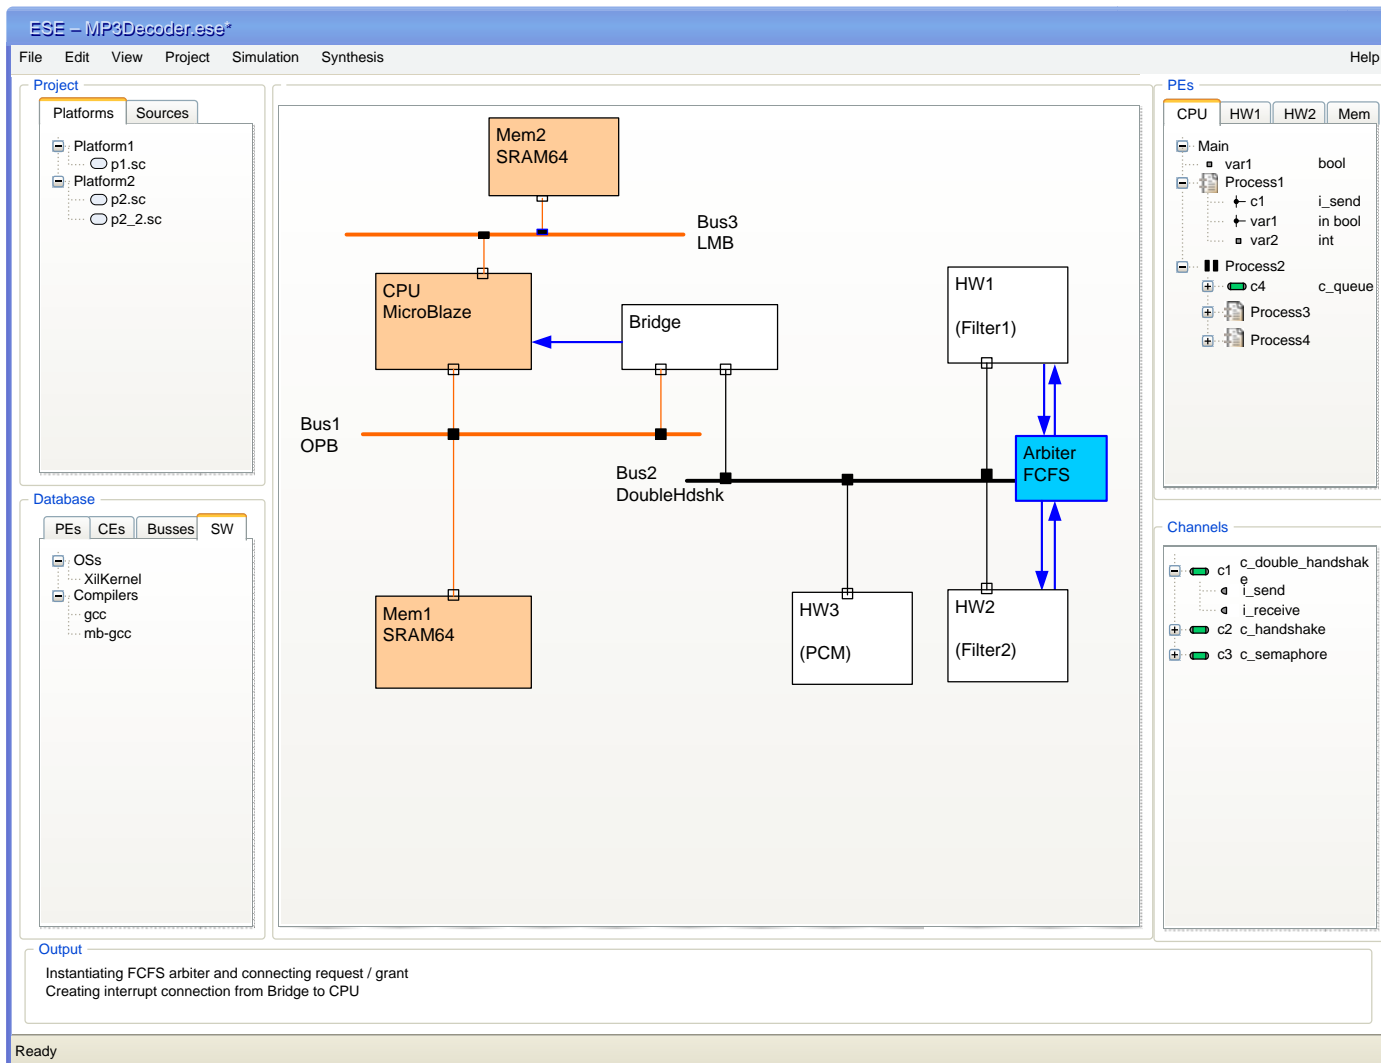 ESE – MP3Decoder.ese*
File Edit View Project Simulation Synthesis Help
Project
Platforms Sources
Platform1
p1.sc
Platform2
p2.sc
p2_2.sc
Database
PEs CEs Busses SW
OSs
XilKernel
Compilers
gcc
mb-gcc
Mem2
SRAM64
Bus3
LMB
CPU
MicroBlaze
Bridge
HW1
(Filter1)
Bus1
OPB
Arbiter
FCFS
Bus2
DoubleHdshk
Mem1
SRAM64
HW3
(PCM)
HW2
(Filter2)
PEs
CPU HW1 HW2 Mem
Main
var1 bool
Process1
c1 i_send
var1 in bool
var2 int
Process2
c4 c_queue
Process3
Process4
Channels
c1 c_double_handshak
e
i_send
i_receive
c2 c_handshake
c3 c_semaphore
Output
Instantiating FCFS arbiter and connecting request / grant
Creating interrupt connection from Bridge to CPU
Ready